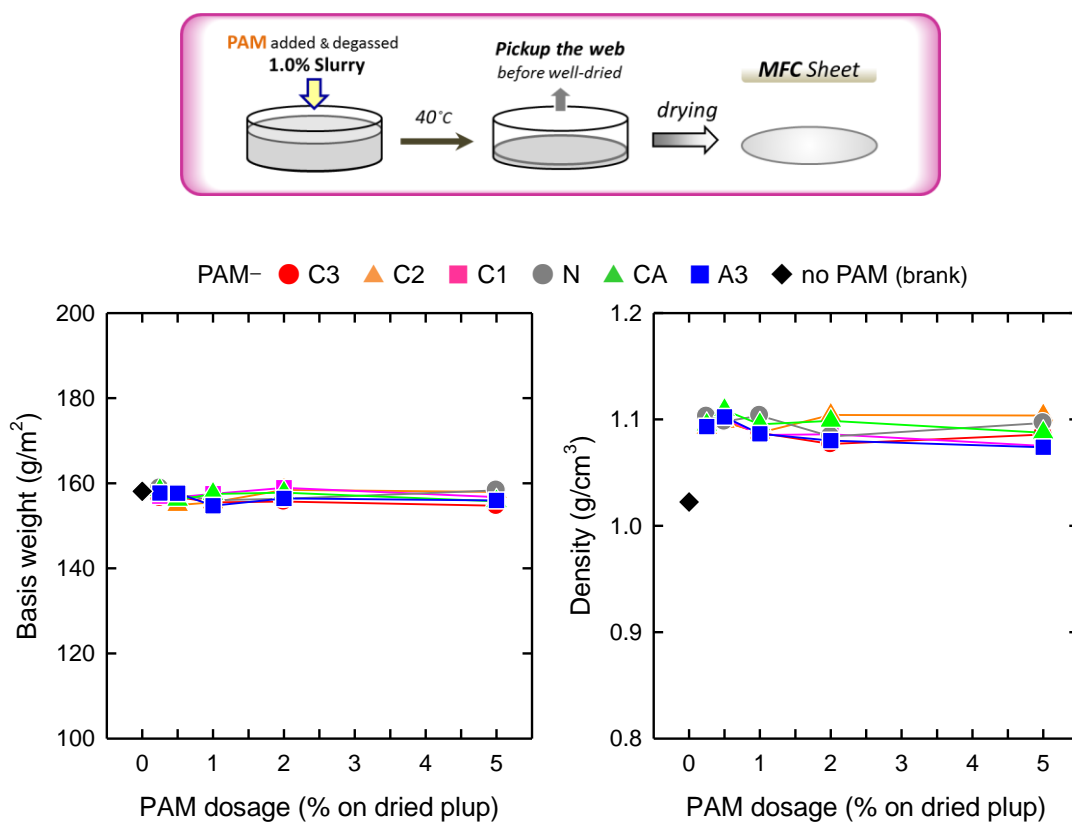 PAM added & degassed
1.0% Slurry
40˚C
Pickup the web
before well-dried
drying
MFC Sheet
PAM– C3 C2 C1 N CA A3 no PAM (brank)
200
180
160
140
120
100
Basis weight (g/m2)
0 1 2 3 4 5
PAM dosage (% on dried plup)
1.2
1.1
1.0
0.9
0.8
Density (g/cm3)
0 1 2 3 4 5
PAM dosage (% on dried plup)